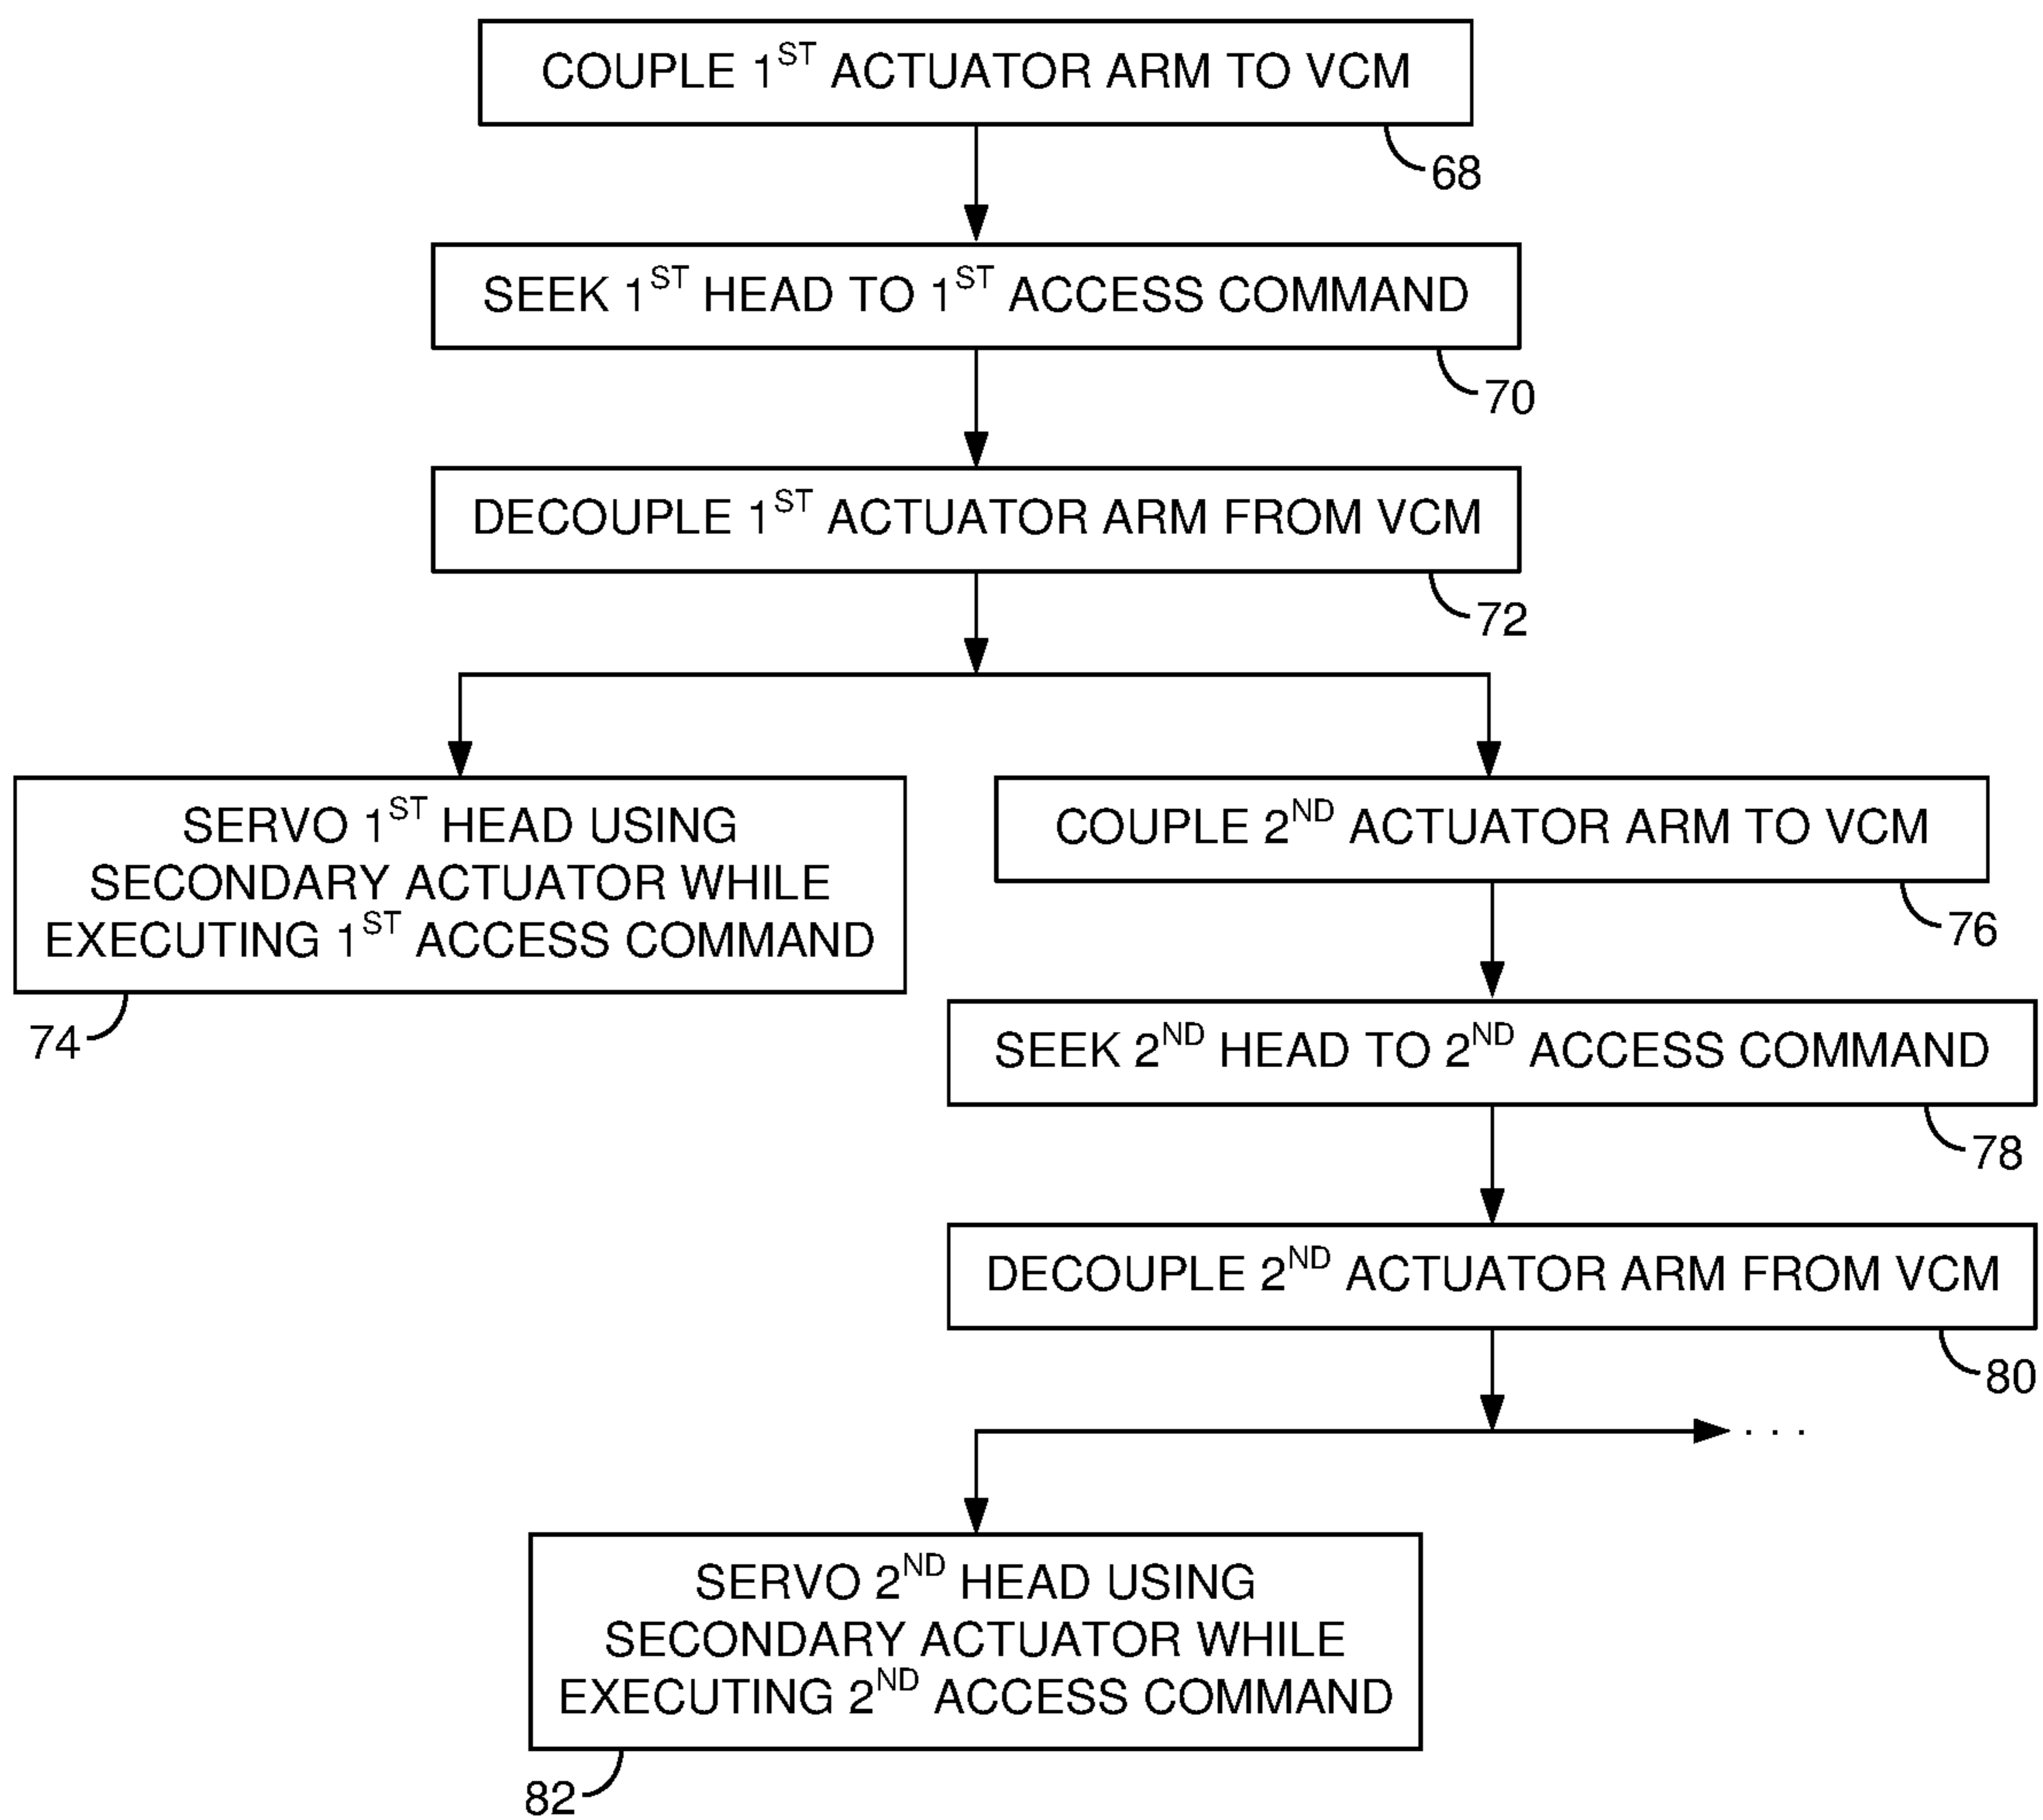 COUPLE 1ST ACTUATOR ARM TO VCM
68
SEEK 1ST HEAD TO 1ST ACCESS COMMAND
70
DECOUPLE 1ST ACTUATOR ARM FROM VCM
72
SERVO 1ST HEAD USING
SECONDARY ACTUATOR WHILE
EXECUTING 1ST ACCESS COMMAND
74
COUPLE 2ND ACTUATOR ARM TO VCM
76
SEEK 2ND HEAD TO 2ND ACCESS COMMAND
78
DECOUPLE 2ND ACTUATOR ARM FROM VCM
80
. . .
SERVO 2ND HEAD USING
SECONDARY ACTUATOR WHILE
EXECUTING 2ND ACCESS COMMAND
82